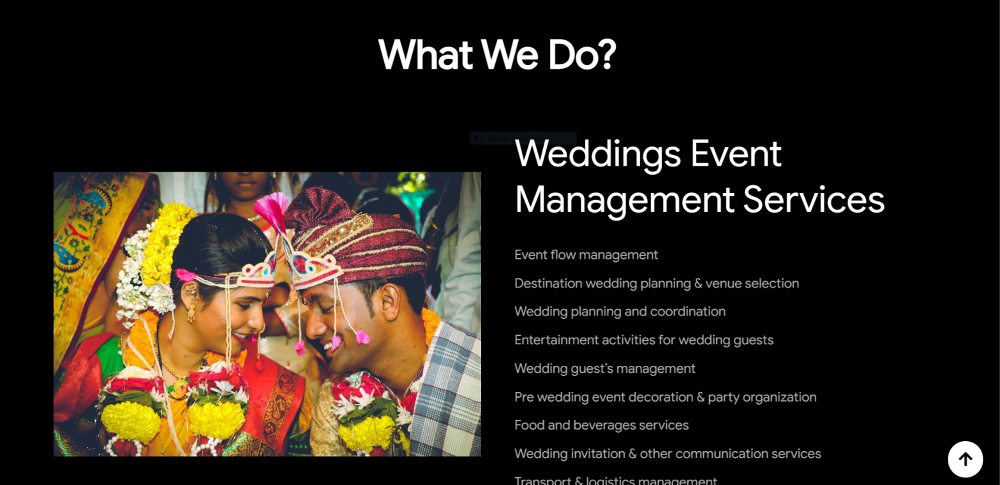 What We Do?
Weddings Event
Management Services
Event flow management
Destination wedding planning & venue selection
Wedding planning and coordination
Entertainment activities for wedding guests
Wedding guest’s management
Pre wedding event decoration & party organization
Food and beverages services
Wedding invitation & other communication services
Transport & logistics management